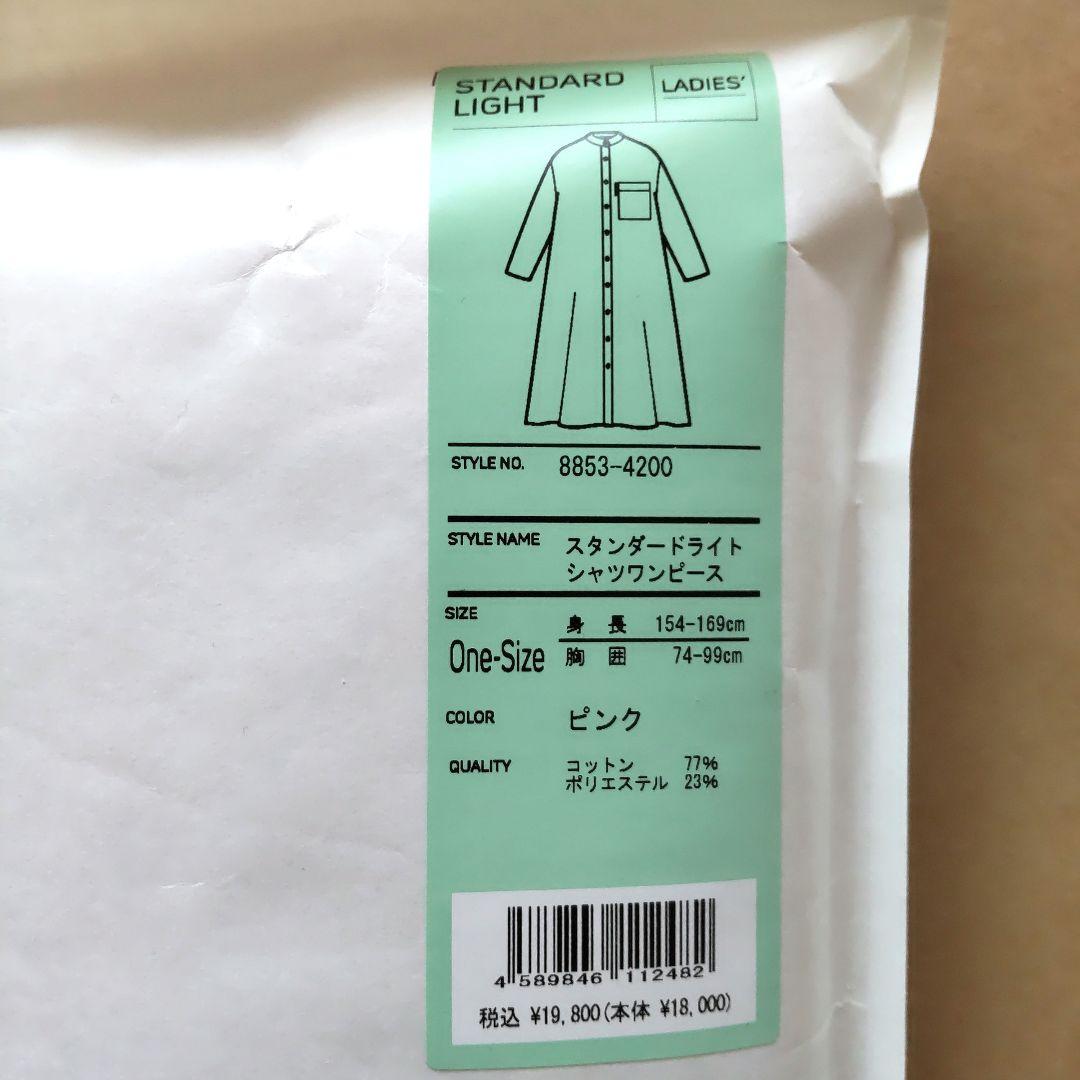 STANDARD LIGHT
LADIES'
STYLE NO. 8853-4200
STYLE NAME スタンダードライト
シャツワンピース
SIZE
One-Size
身 長 154-169cm
胸 囲 74-99cm
COLOR ピンク
QUALITY コットン 77%
ポリエステル 23%
4 589846 112482
税込 ¥19,800(本体 ¥18,000)